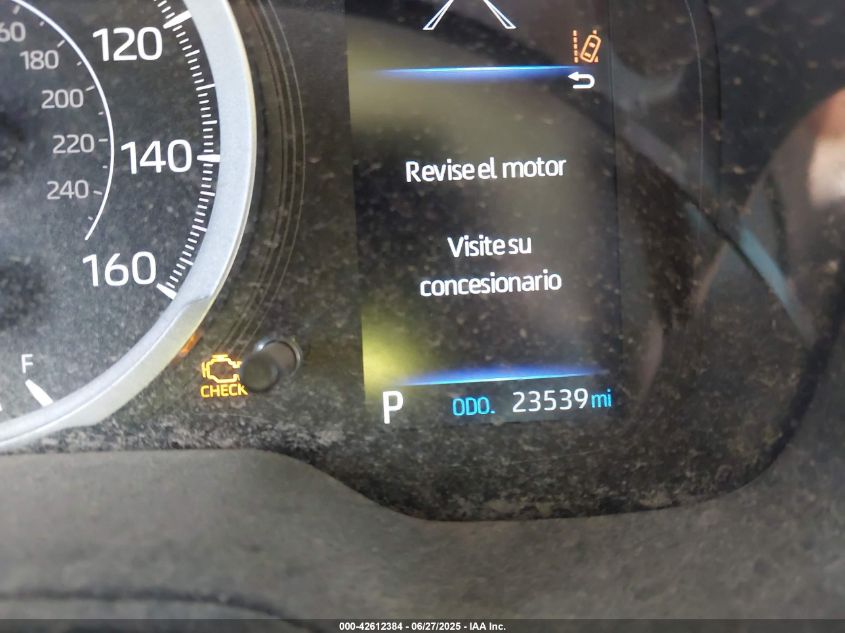 120
140
160
60
180
200
220
240
F
CHECK
Revise el motor
Visite su
concesionario
P ODO. 23539 mi
000-42612384 - 06/27/2025 - IAA Inc.